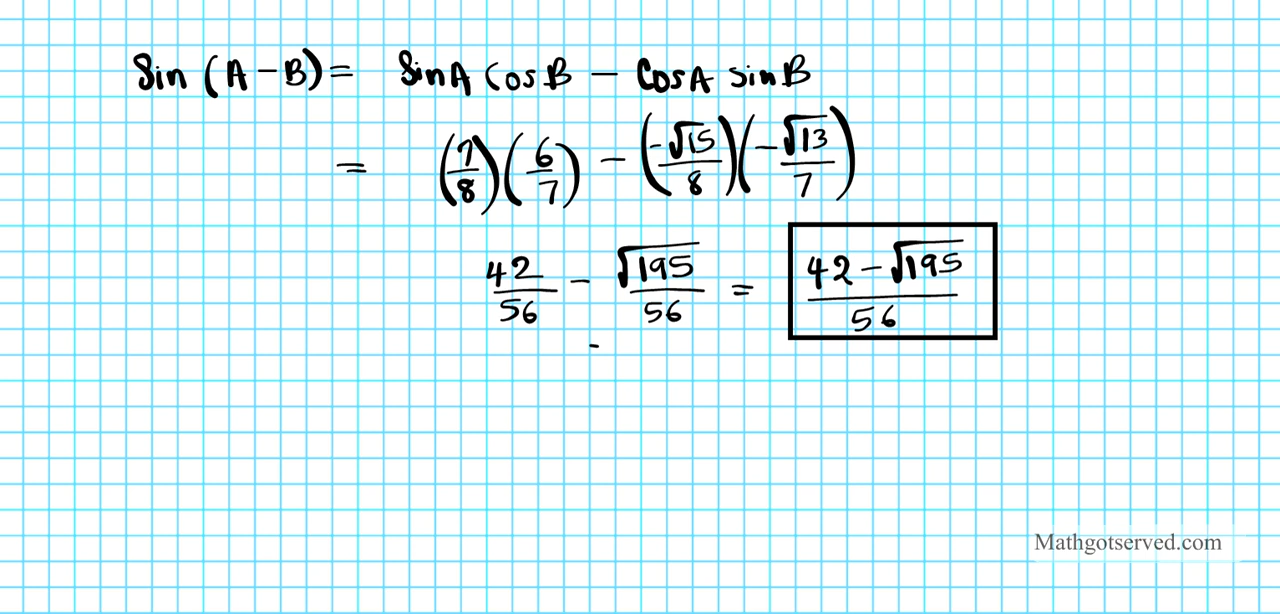 Sin (A - B) = SinA CosB - CosA sinB
= (7/8)(6/7) - (-√15/8)(-√13/7)
42/56 - √195/56 = 42 - √195/56
Mathgotserved.com